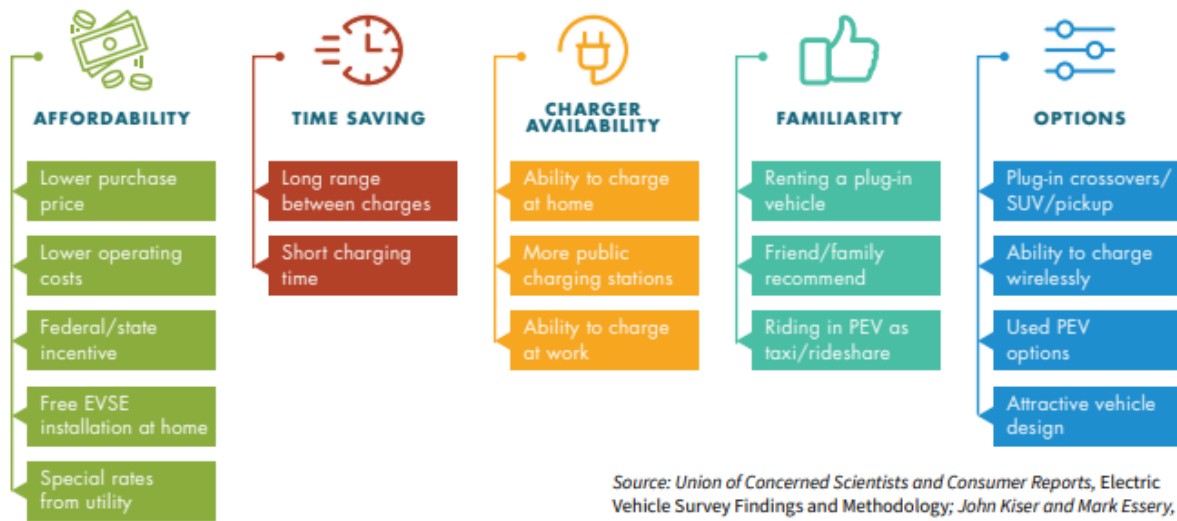 AFFORDABILITY
Lower purchase
price
Lower operating
costs
Federal/state
incentive
Free EVSE
installation at home
Special rates
from utility
TIME SAVING
Long range
between charges
Short charging
time
CHARGER
AVAILABILITY
Ability to charge
at home
More public
charging stations
Ability to charge
at work
FAMILIARITY
Renting a plug-in
vehicle
Friend/family
recommend
Riding in PEV as
taxi/rideshare
OPTIONS
Plug-in crossovers/
SUV/pickup
Ability to charge
wirelessly
Used PEV
options
Attractive vehicle
design
Source: Union of Concerned Scientists and Consumer Reports, Electric
Vehicle Survey Findings and Methodology; John Kiser and Mark Essery,